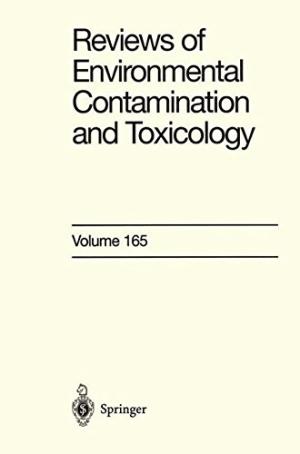 Reviews of
Environmental
Contamination
and Toxicology
Volume 165
Springer